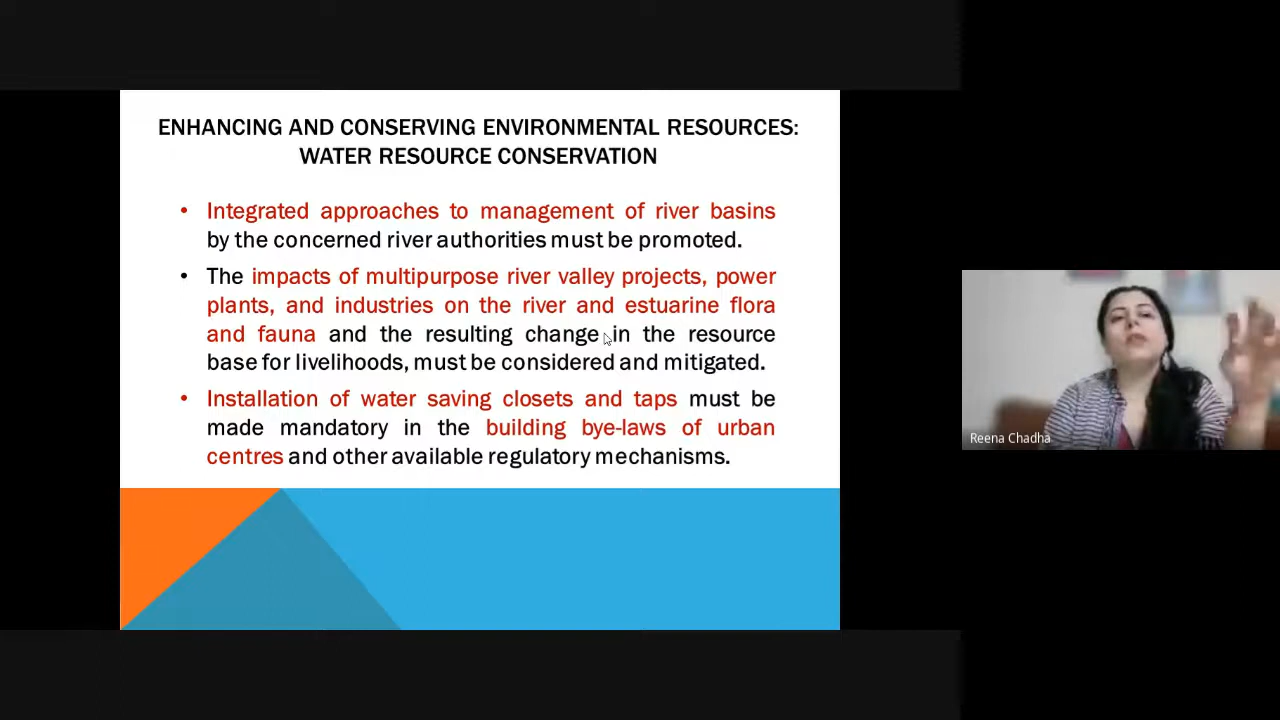 ENHANCING AND CONSERVING ENVIRONMENTAL RESOURCES:
WATER RESOURCE CONSERVATION
• Integrated approaches to management of river basins
by the concerned river authorities must be promoted.
• The impacts of multipurpose river valley projects, power
plants, and industries on the river and estuarine flora
and fauna and the resulting change in the resource
base for livelihoods, must be considered and mitigated.
• Installation of water saving closets and taps must be
made mandatory in the building bye-laws of urban
centres and other available regulatory mechanisms.
Reena Chadha